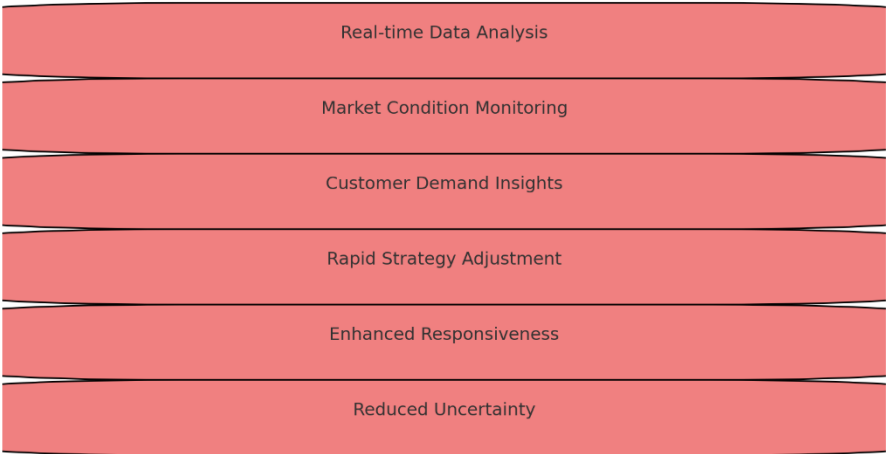 Real-time Data Analysis
Market Condition Monitoring
Customer Demand Insights
Rapid Strategy Adjustment
Enhanced Responsiveness
Reduced Uncertainty